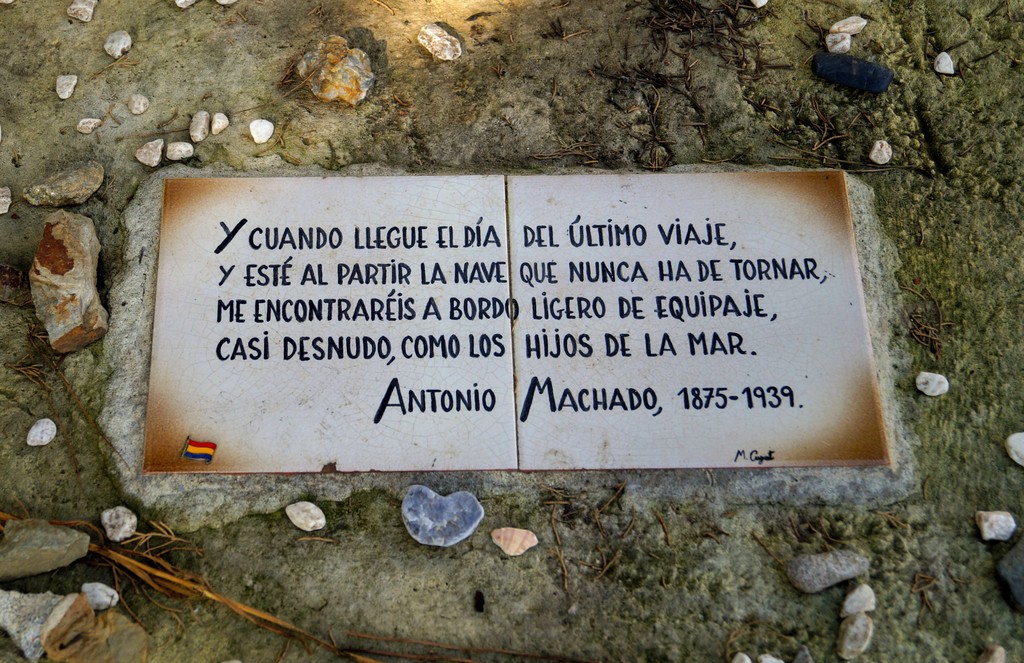 Y CUANDO LLEGUE EL DÍA DEL ÚLTIMO VIAJE,
Y ESTÉ AL PARTIR LA NAVE QUE NUNCA HA DE TORNAR,
ME ENCONTRARÉIS A BORDO LIGERO DE EQUIPAJE,
CASI DESNUDO, COMO LOS HIJOS DE LA MAR.
ANTONIO MACHADO, 1875-1939.